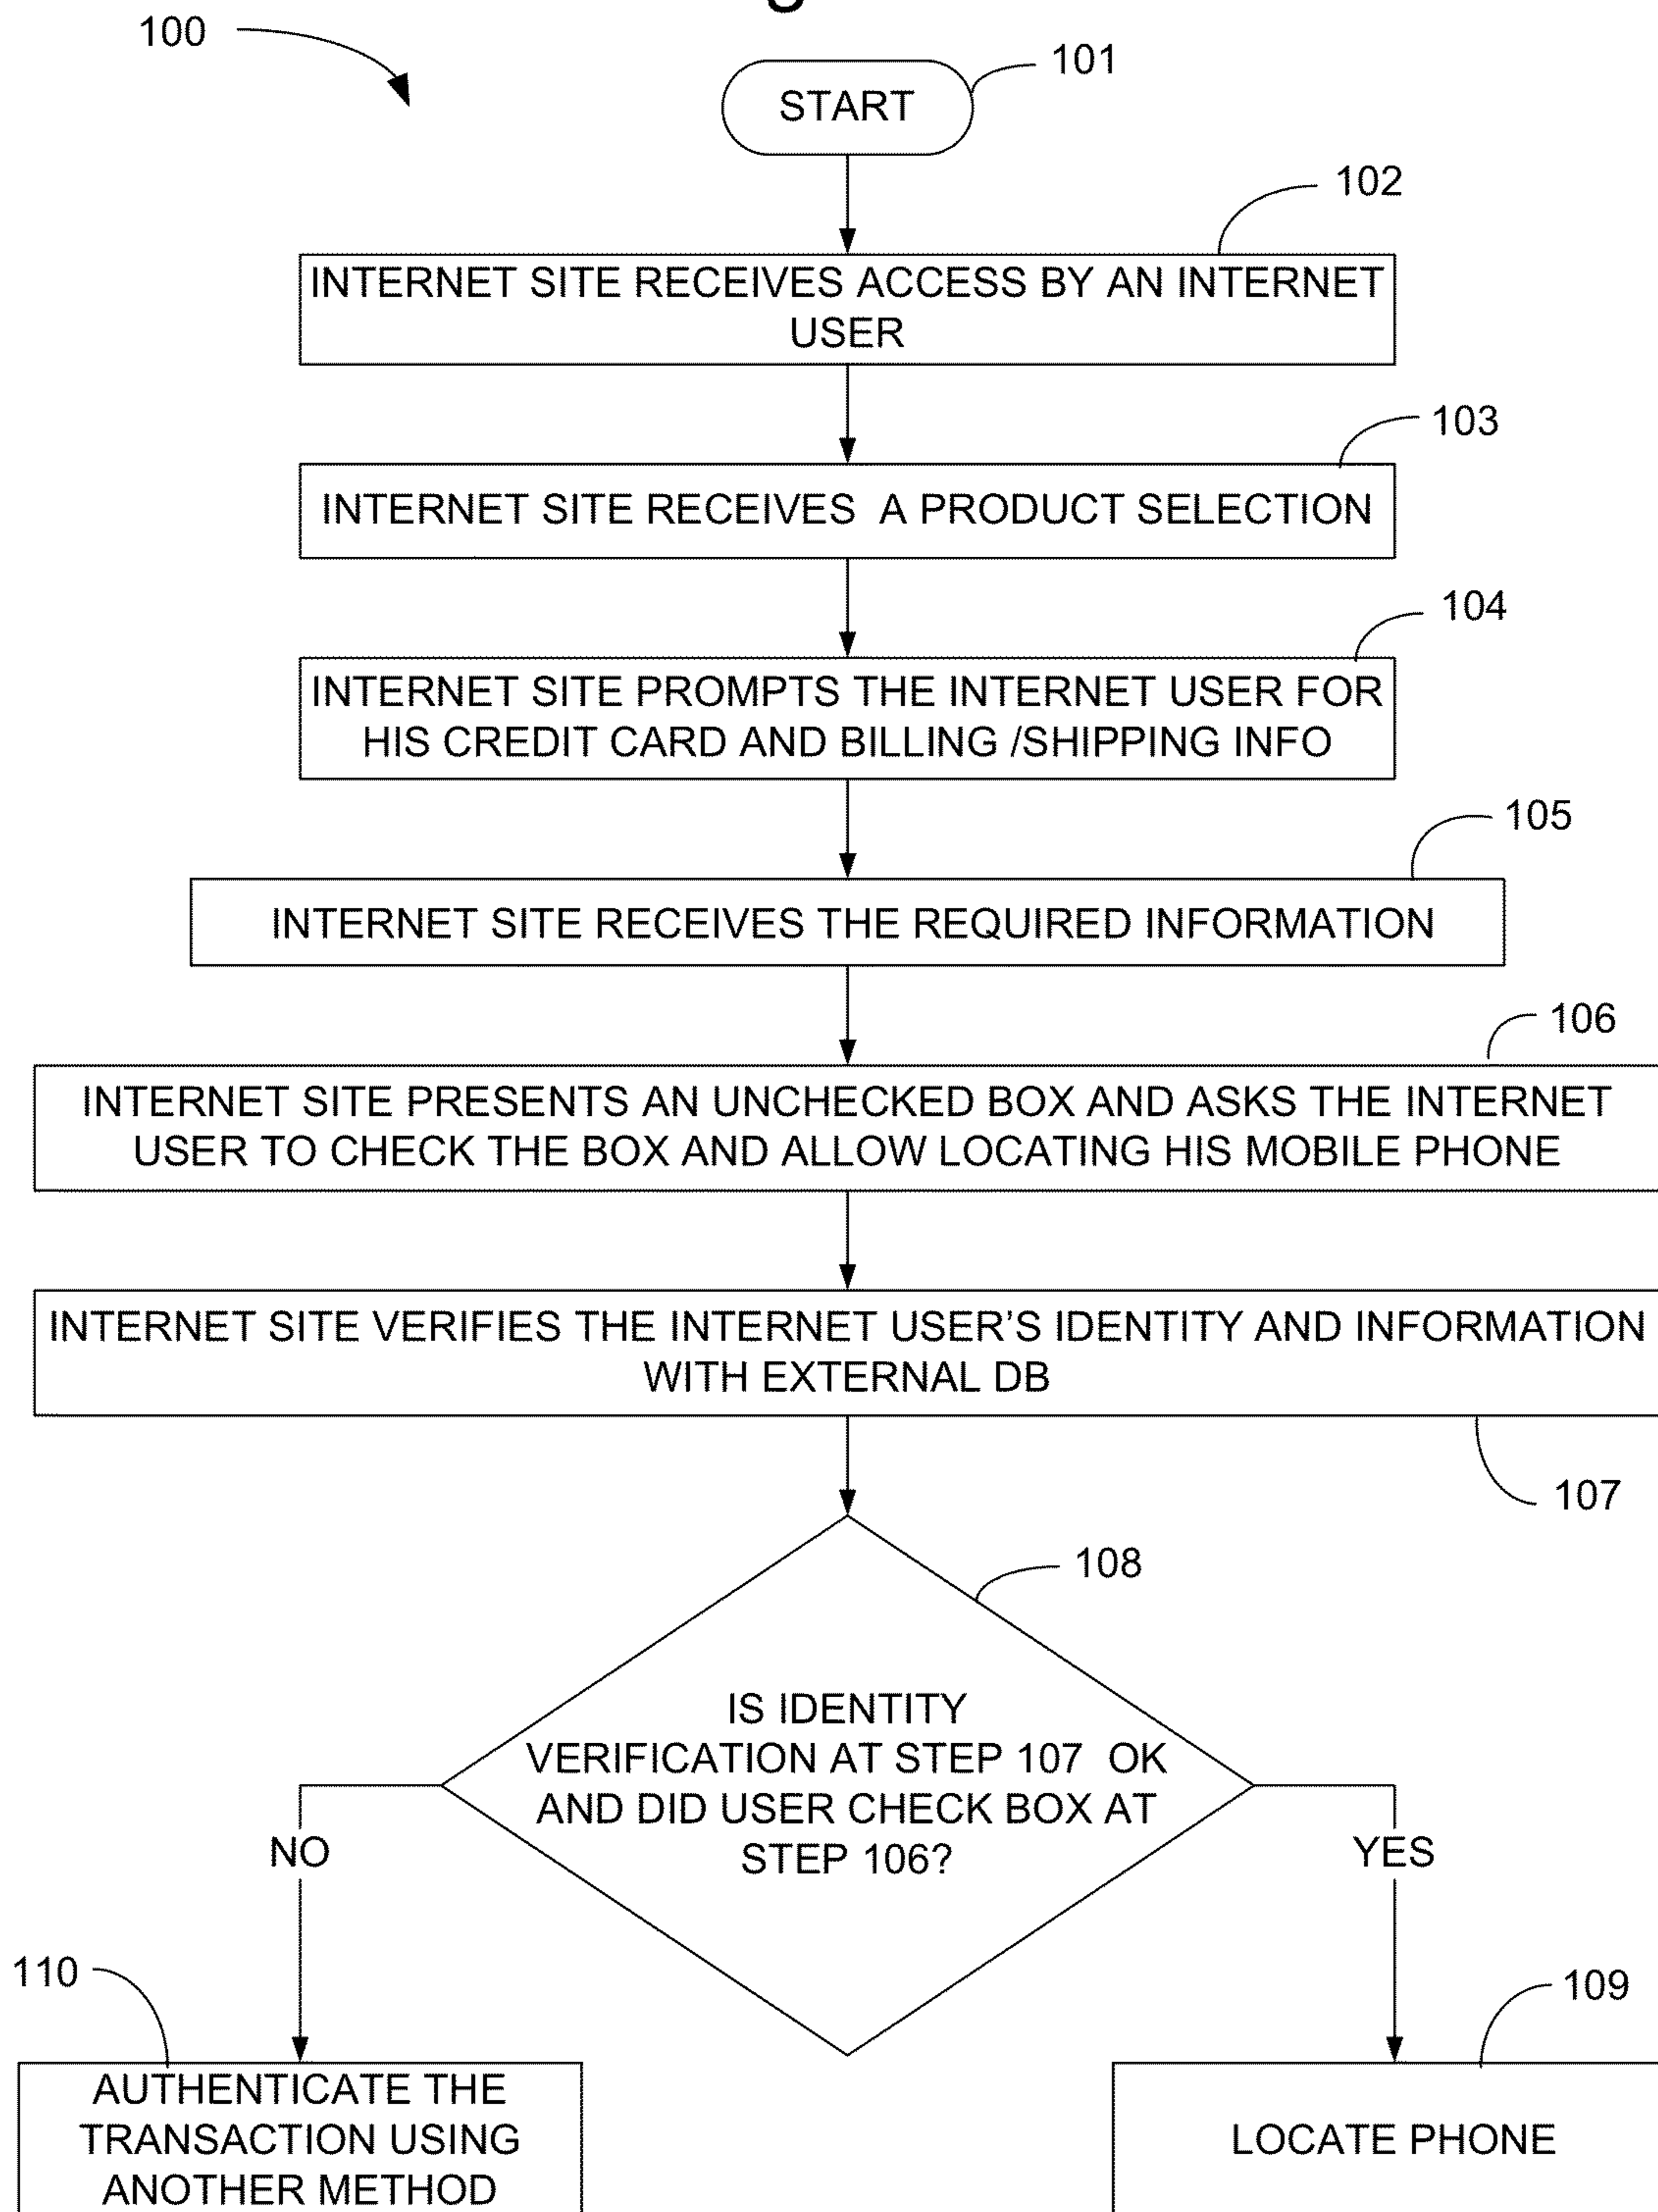 100
101
START
102
INTERNET SITE RECEIVES ACCESS BY AN INTERNET
USER
103
INTERNET SITE RECEIVES A PRODUCT SELECTION
104
INTERNET SITE PROMPTS THE INTERNET USER FOR
HIS CREDIT CARD AND BILLING /SHIPPING INFO
105
INTERNET SITE RECEIVES THE REQUIRED INFORMATION
106
INTERNET SITE PRESENTS AN UNCHECKED BOX AND ASKS THE INTERNET
USER TO CHECK THE BOX AND ALLOW LOCATING HIS MOBILE PHONE
INTERNET SITE VERIFIES THE INTERNET USER'S IDENTITY AND INFORMATION
WITH EXTERNAL DB
107
108
IS IDENTITY
VERIFICATION AT STEP 107 OK
AND DID USER CHECK BOX AT
STEP 106?
NO
YES
110
109
AUTHENTICATE THE
TRANSACTION USING
ANOTHER METHOD
LOCATE PHONE